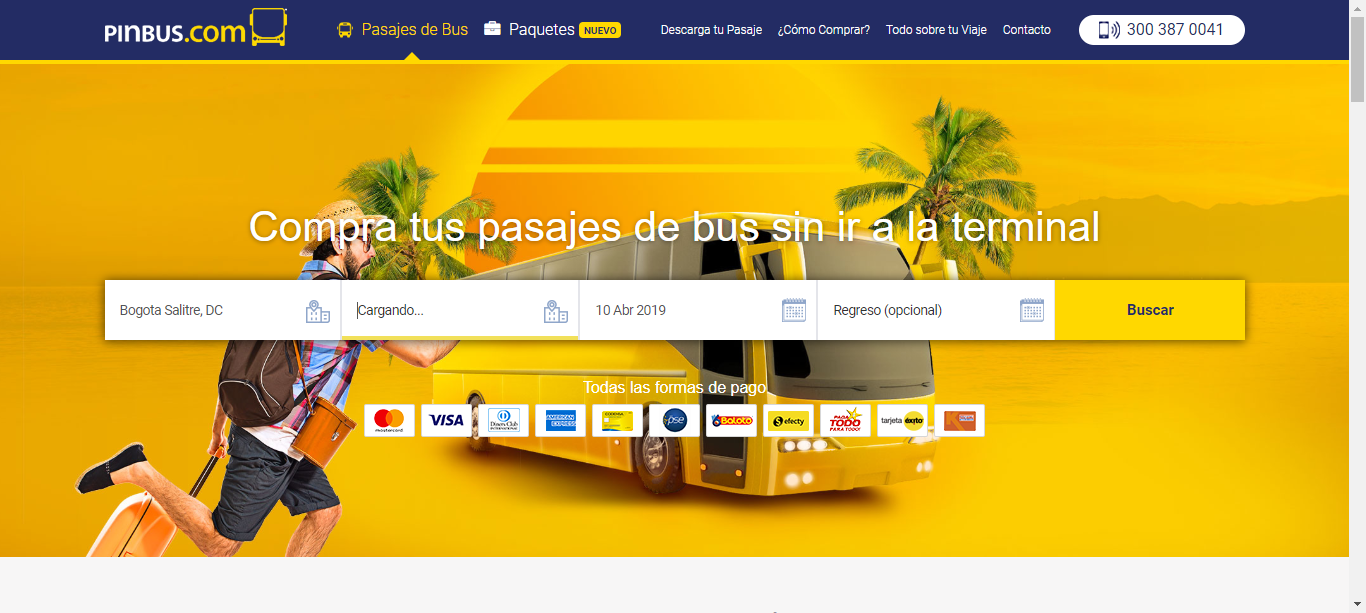 PINBUS.com
Pasajes de Bus
Paquetes NUEVO
Descarga tu Pasaje
¿Cómo Comprar?
Todo sobre tu Viaje
Contacto
300 387 0041
Compra tus pasajes de bus sin ir a la terminal
Bogota Salitre, DC
Cargando...
10 Abr 2019
Regreso (opcional)
Buscar
Todas las formas de pago
mastercard
VISA
Diners Club
INTERNATIONAL
AMERICAN
EXPRESS
CODENSA
pse
Baloto
efecty
PAGA
TODO
PARA TODO!
tarjeta éxito